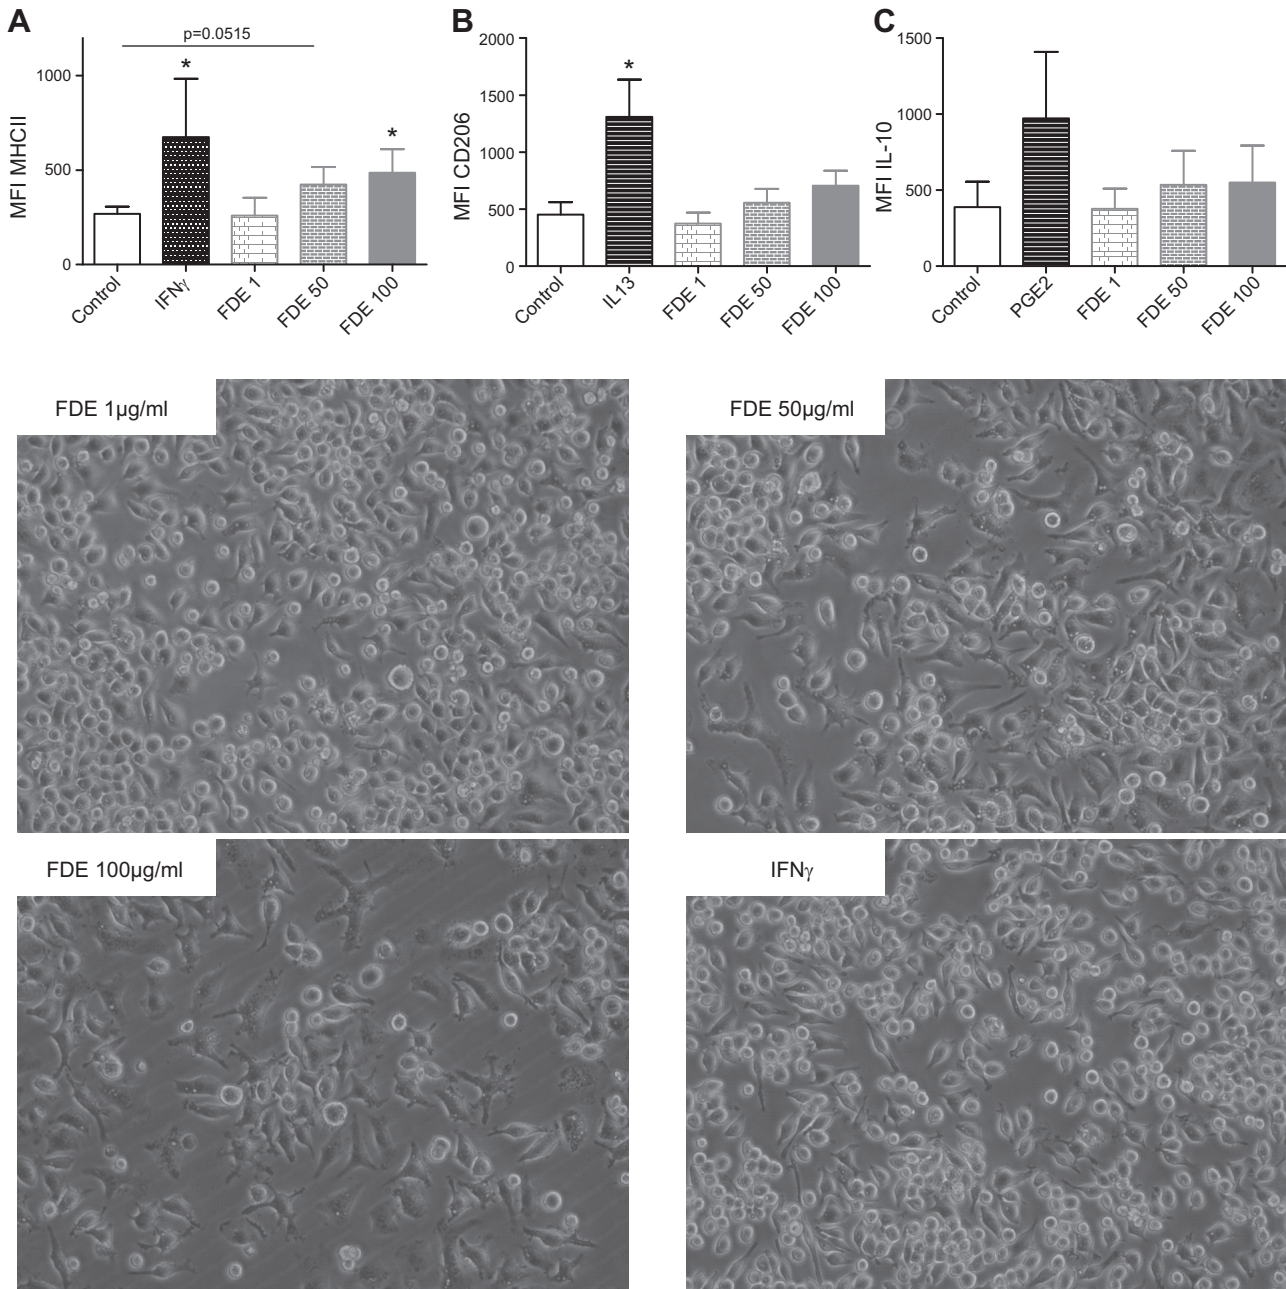 A
p=0.0515
*
*
MFI MHCII
1000
500
0
Control
IFNγ
FDE 1
FDE 50
FDE 100
B
*
MFI CD206
2000
1500
1000
500
0
Control
IL13
FDE 1
FDE 50
FDE 100
C
MFI IL-10
1500
1000
500
0
Control
PGE2
FDE 1
FDE 50
FDE 100
FDE 1µg/ml
FDE 50µg/ml
FDE 100µg/ml
IFNγ